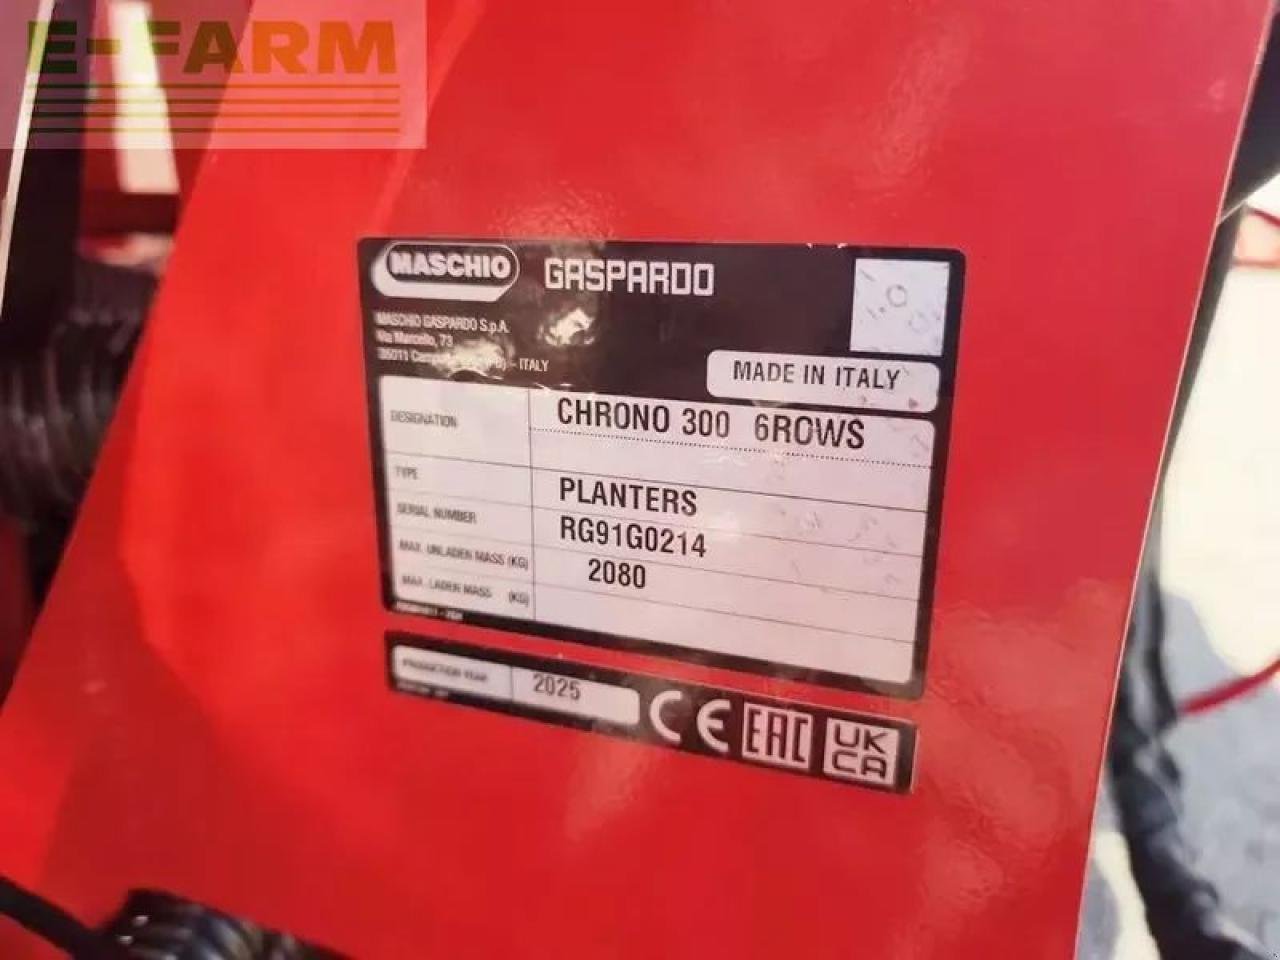 E-FARM
MASCHIO GASPARDO
MASCHIO GASPARDO S.p.A.
Via Marcello, 73
35011 - ITALY
MADE IN ITALY
DESIGNATION CHRONO 300 6ROWS
TYPE PLANTERS
SERIAL NUMBER RG91G0214
MAX. UNLADEN MASS (KG) 2080
MAX. LADEN MASS (KG)
PRODUCTION YEAR 2025
CE EAC UK
CA